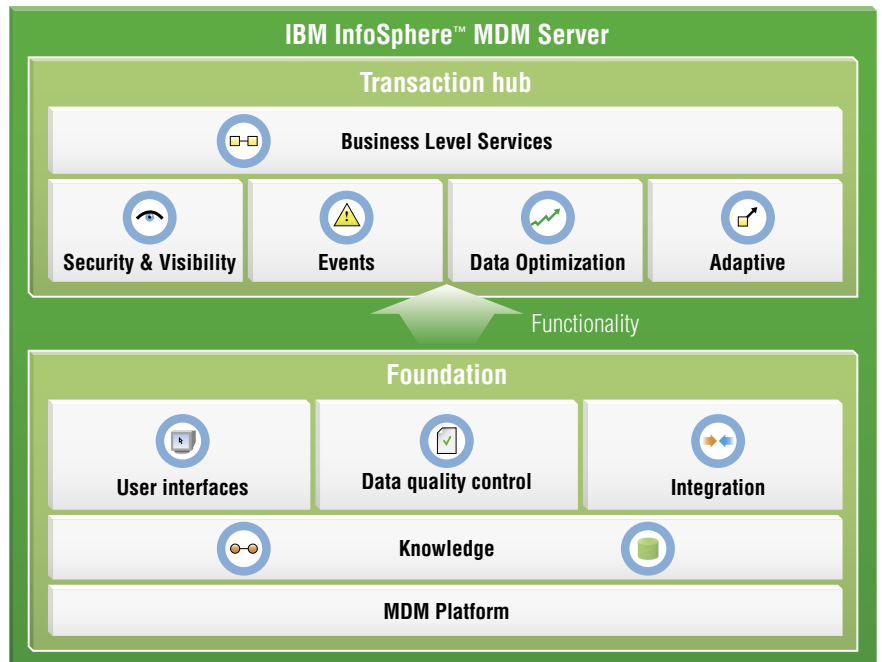 IBM InfoSphere™ MDM Server
Transaction hub
Business Level Services
Security & Visibility
Events
Data Optimization
Adaptive
Functionality
Foundation
User interfaces
Data quality control
Integration
Knowledge
MDM Platform